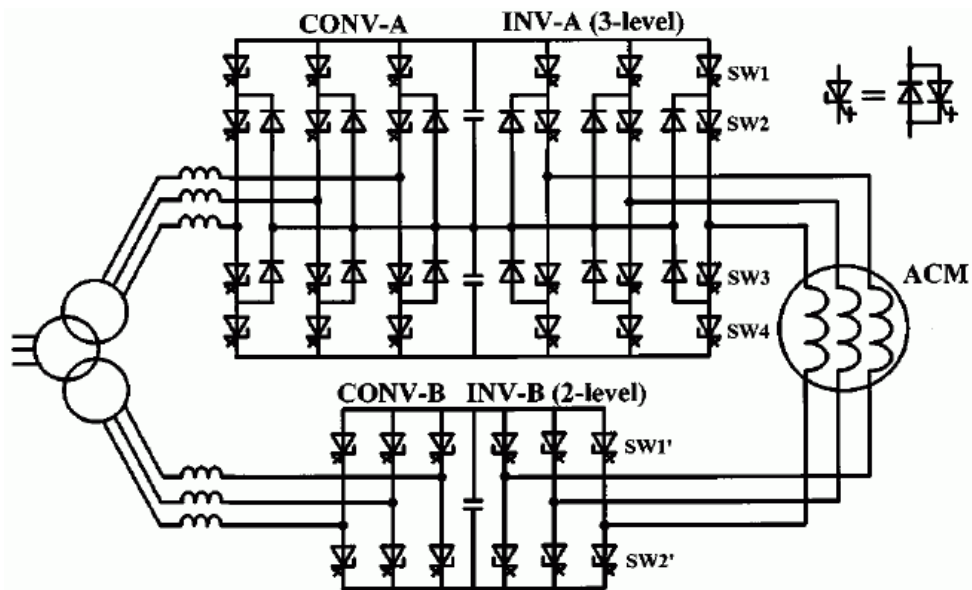 CONV-A INV-A (3-level)
SW1
SW2
SW3
SW4
ACM
CONV-B INV-B (2-level)
SW1'
SW2'